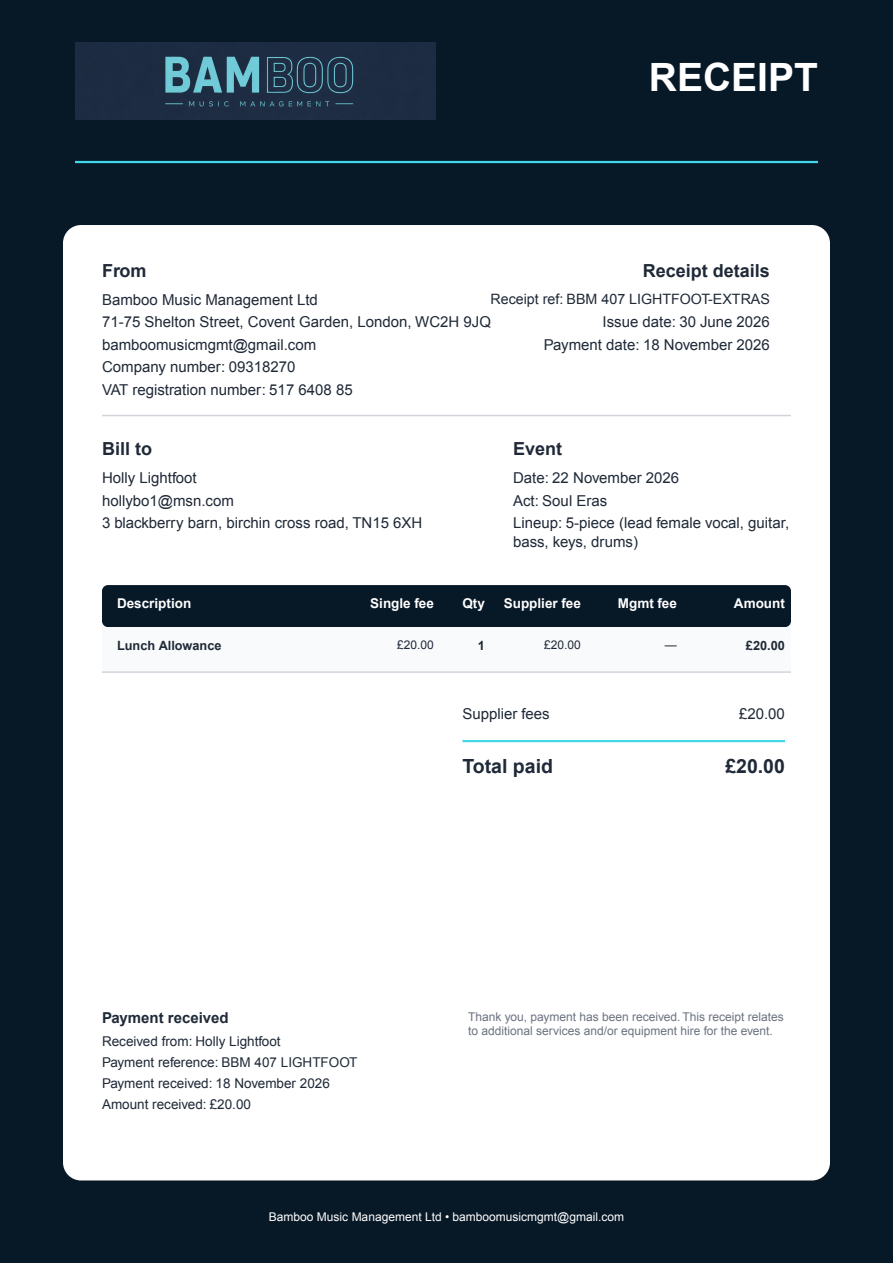 BAMBOO
MUSIC MANAGEMENT
RECEIPT
From
Bamboo Music Management Ltd
71-75 Shelton Street, Covent Garden, London, WC2H 9JQ
bamboomusicmgmt@gmail.com
Company number: 09318270
VAT registration number: 517 6408 85
Receipt details
Receipt ref: BBM 407 LIGHTFOOT-EXTRAS
Issue date: 30 June 2026
Payment date: 18 November 2026
Bill to
Holly Lightfoot
hollybo1@msn.com
3 blackberry barn, birchin cross road, TN15 6XH
Event
Date: 22 November 2026
Act: Soul Eras
Lineup: 5-piece (lead female vocal, guitar,
bass, keys, drums)
Description Single fee Qty Supplier fee Mgmt fee Amount
Lunch Allowance £20.00 1 £20.00 — £20.00
Supplier fees £20.00
Total paid £20.00
Payment received
Received from: Holly Lightfoot
Payment reference: BBM 407 LIGHTFOOT
Payment received: 18 November 2026
Amount received: £20.00
Thank you, payment has been received. This receipt relates
to additional services and/or equipment hire for the event.
Bamboo Music Management Ltd • bamboomusicmgmt@gmail.com